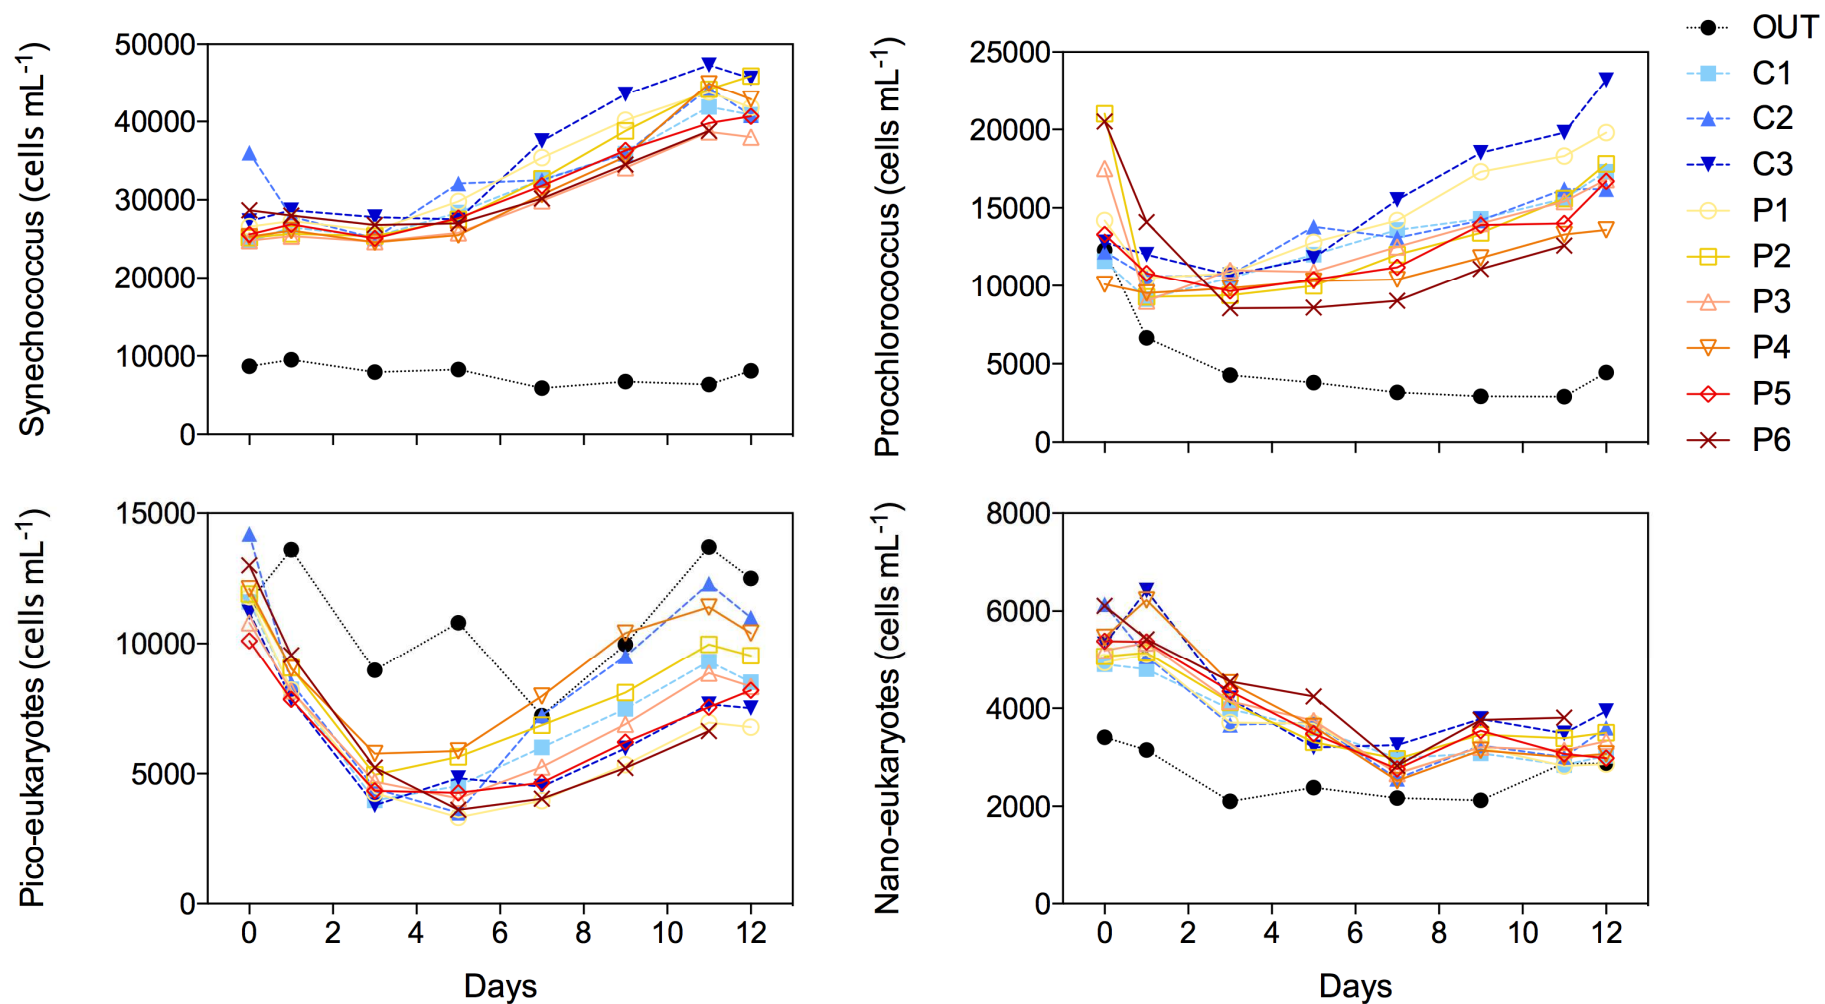 Synechococcus (cells mL-1)
50000
40000
30000
20000
10000
0
Procchlorococcus (cells mL-1)
25000
20000
15000
10000
5000
0
OUT
C1
C2
C3
P1
P2
P3
P4
P5
P6
Pico-eukaryotes (cells mL-1)
15000
10000
5000
0
0 2 4 6 8 10 12
Days
Nano-eukaryotes (cells mL-1)
8000
6000
4000
2000
0
0 2 4 6 8 10 12
Days